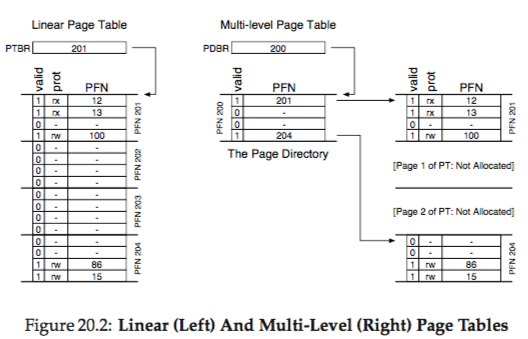 Linear Page Table
PTBR 201
valid prot PFN
1 rx 12
1 rx 13
0 - -
1 rw 100
PFN 201
0 - -
0 - -
0 - -
0 - -
PFN 202
0 - -
0 - -
0 - -
0 - -
PFN 203
0 - -
0 - -
1 rw 86
1 rw 15
PFN 204
Multi-level Page Table
PDBR 200
valid PFN
1 201
0 -
0 -
1 204
PFN 200
The Page Directory
valid prot PFN
1 rx 12
1 rx 13
0 - -
1 rw 100
PFN 201
[Page 1 of PT: Not Allocated]
[Page 2 of PT: Not Allocated]
0 - -
0 - -
1 rw 86
1 rw 15
PFN 204
Figure 20.2: Linear (Left) And Multi-Level (Right) Page Tables